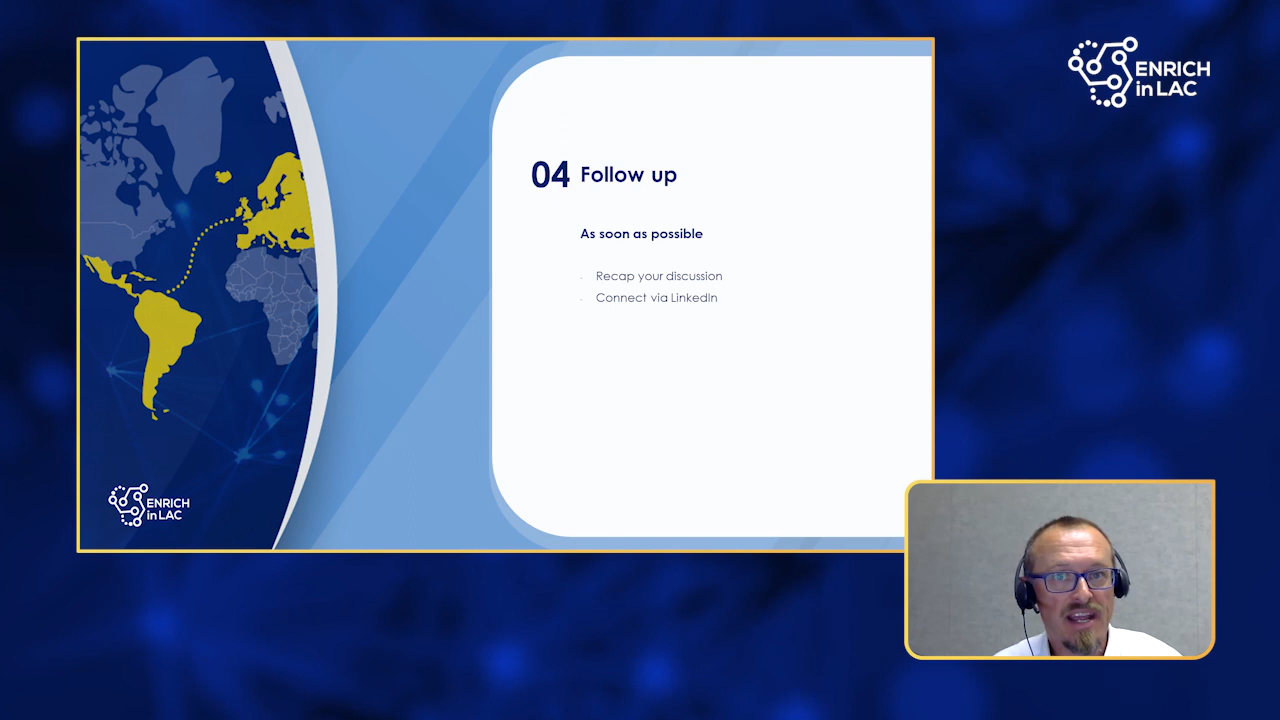 ENRICH
in LAC
04 Follow up
As soon as possible
- Recap your discussion
- Connect via LinkedIn
ENRICH
in LAC